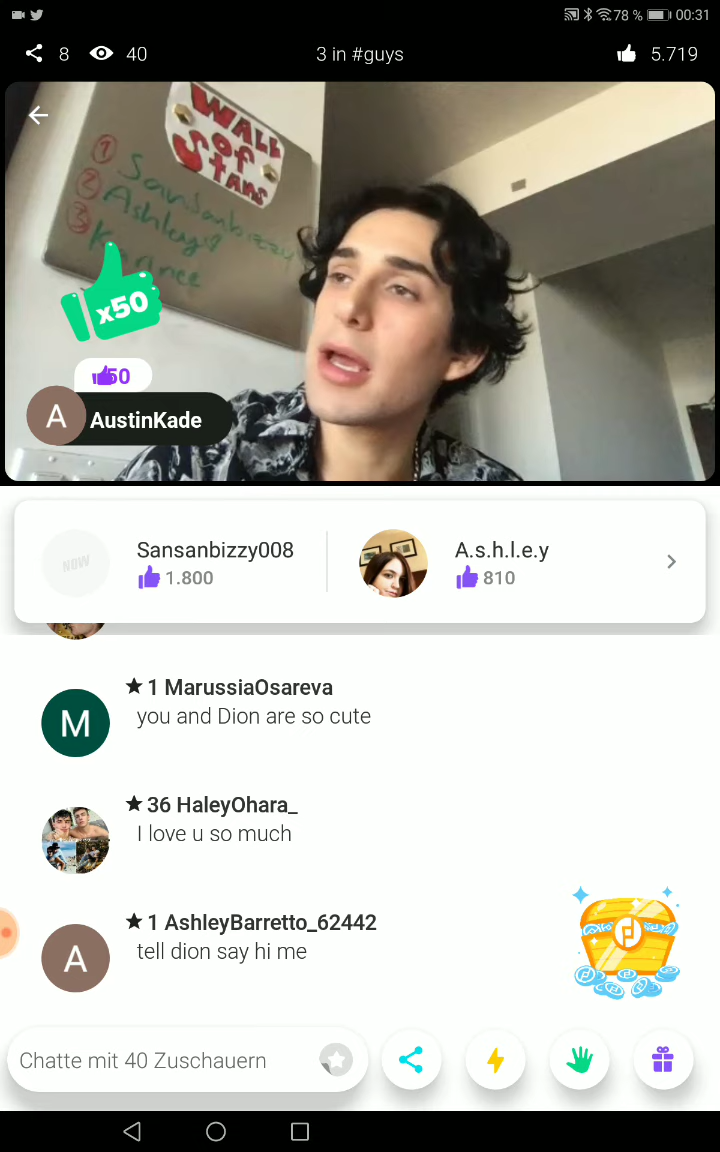 78 % 00:31
8 40 3 in #guys 5.719
WALL
of
Stans
1 Sansanbizzy
2 Ashley
3
x50
50
A AustinKade
NOW Sansanbizzy008 A.s.h.l.e.y
1.800 810
★ 1 MarussiaOsareva
M you and Dion are so cute
★ 36 HaleyOhara_
I love u so much
★ 1 AshleyBarretto_62442
A tell dion say hi me
Chatte mit 40 Zuschauern